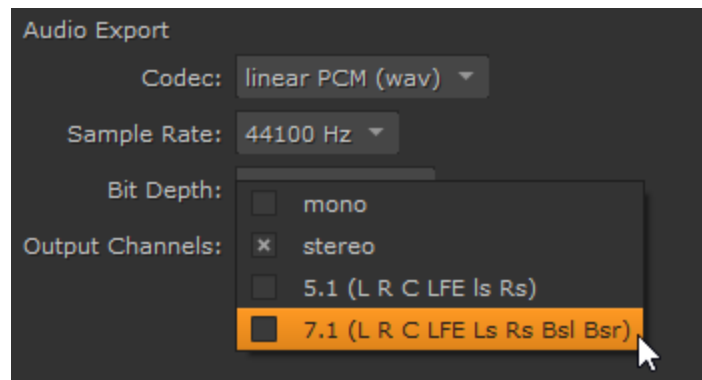 Audio Export
Codec: linear PCM (wav)
Sample Rate: 44100 Hz
Bit Depth:
mono
Output Channels: stereo
5.1 (L R C LFE ls Rs)
7.1 (L R C LFE Ls Rs Bsl Bsr)